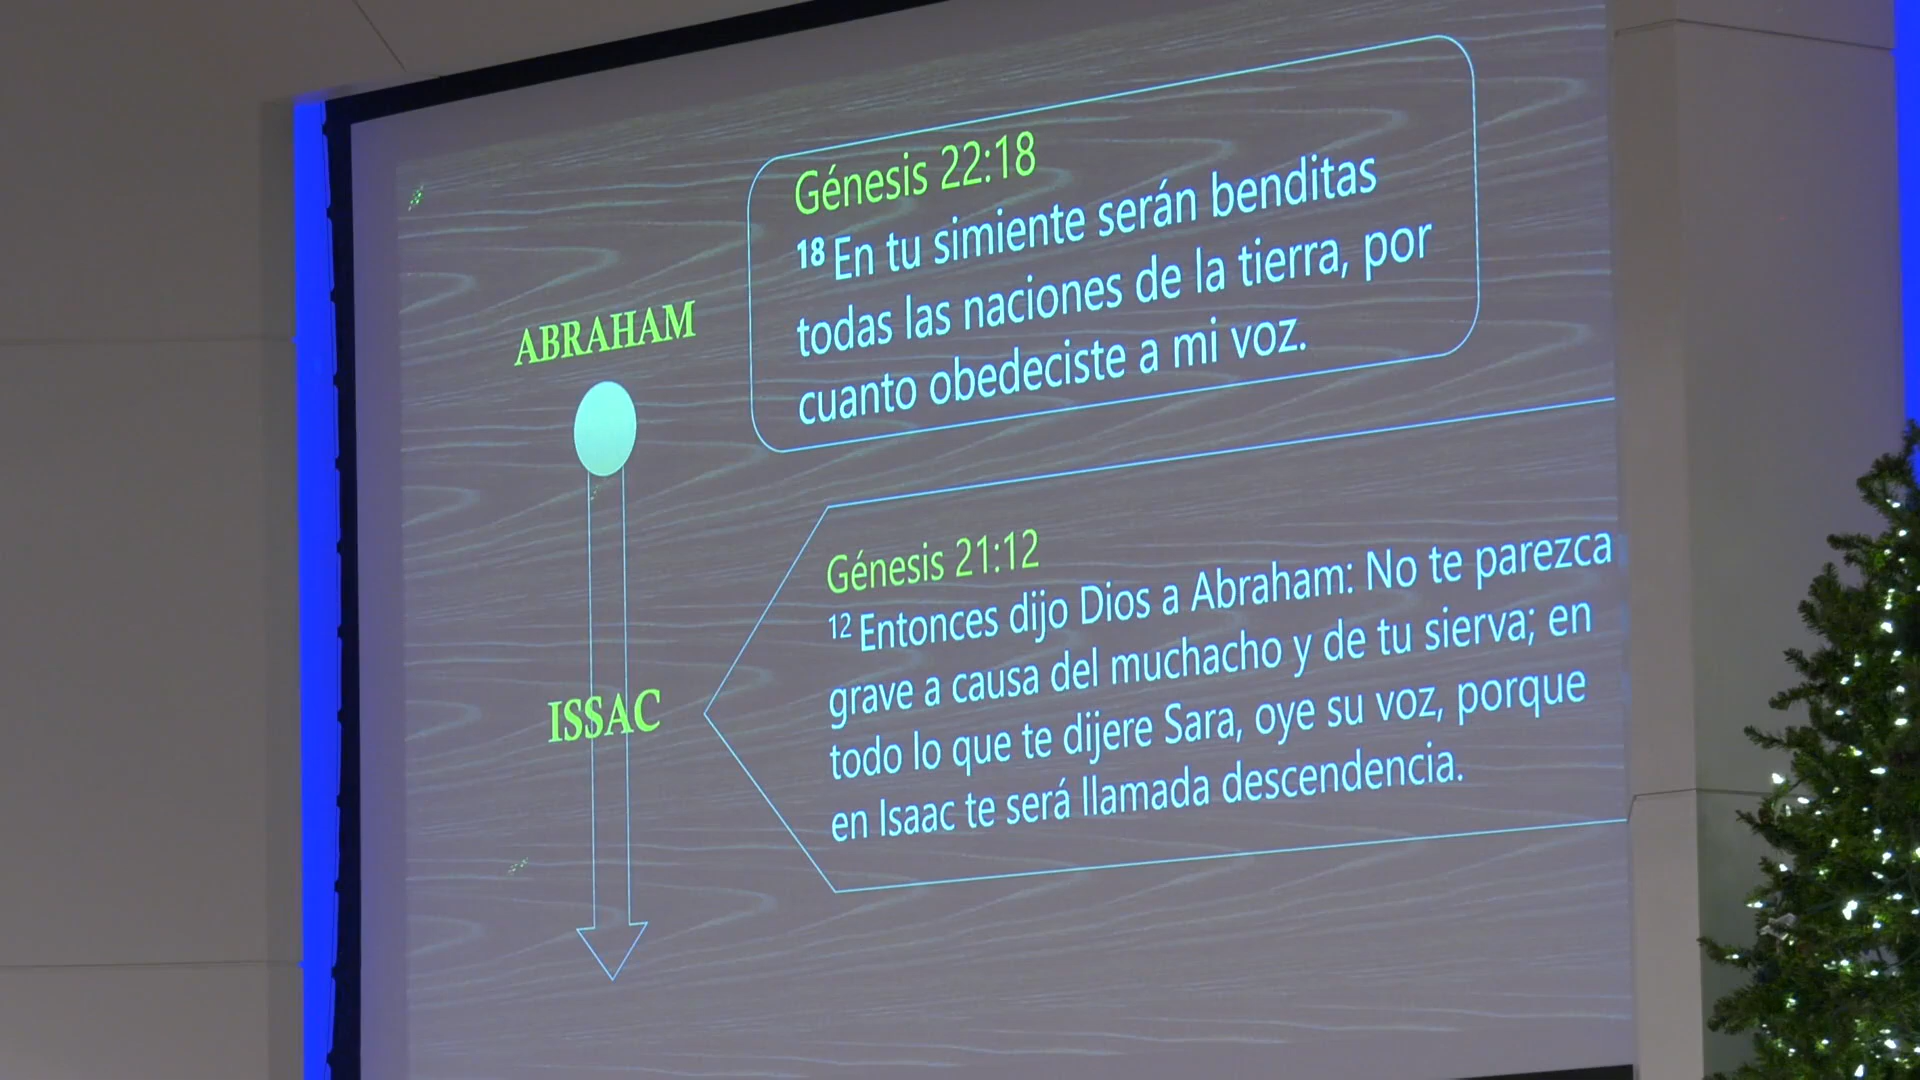 ABRAHAM
Génesis 22:18
18 En tu simiente serán benditas
todas las naciones de la tierra, por
cuanto obedeciste a mi voz.
ISSAC
Génesis 21:12
12 Entonces dijo Dios a Abraham: No te parezca
grave a causa del muchacho y de tu sierva; en
todo lo que te dijere Sara, oye su voz, porque
en Isaac te será llamada descendencia.